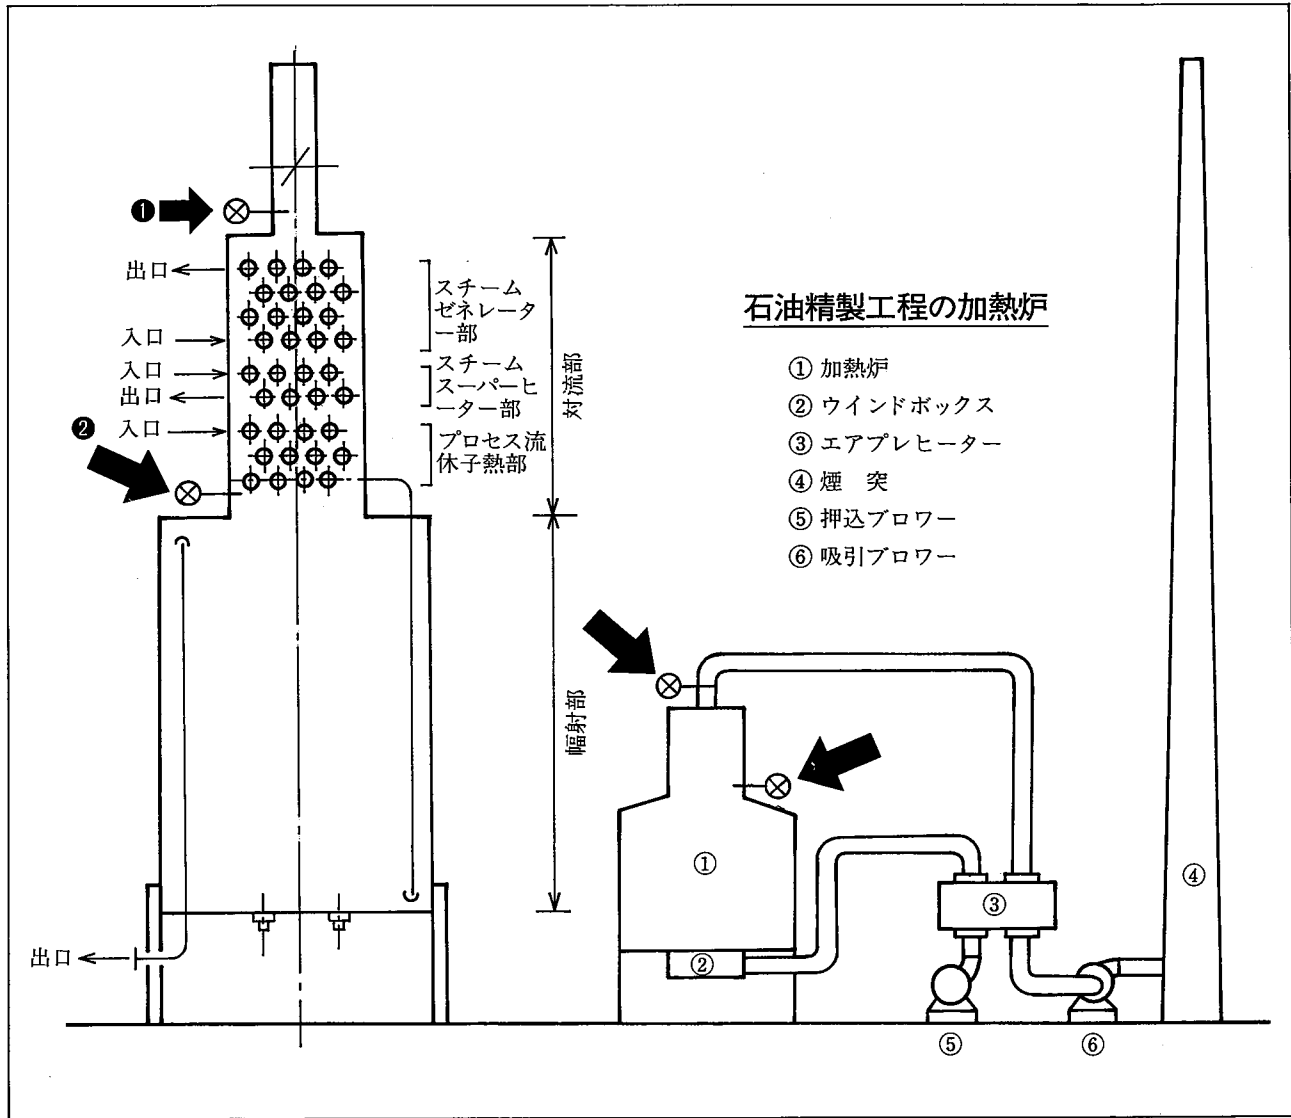 ❶
出口
スチーム
ゼネレータ
ー部
入口
入口
スチーム
スーパーヒ
ーター部
出口
❷
入口
プロセス流
休子熱部
対流部
輻射部
出口
石油精製工程の加熱炉
① 加熱炉
② ウインドボックス
③ エアプレヒーター
④ 煙 突
⑤ 押込ブロワー
⑥ 吸引ブロワー
①
②
③
④
⑤
⑥